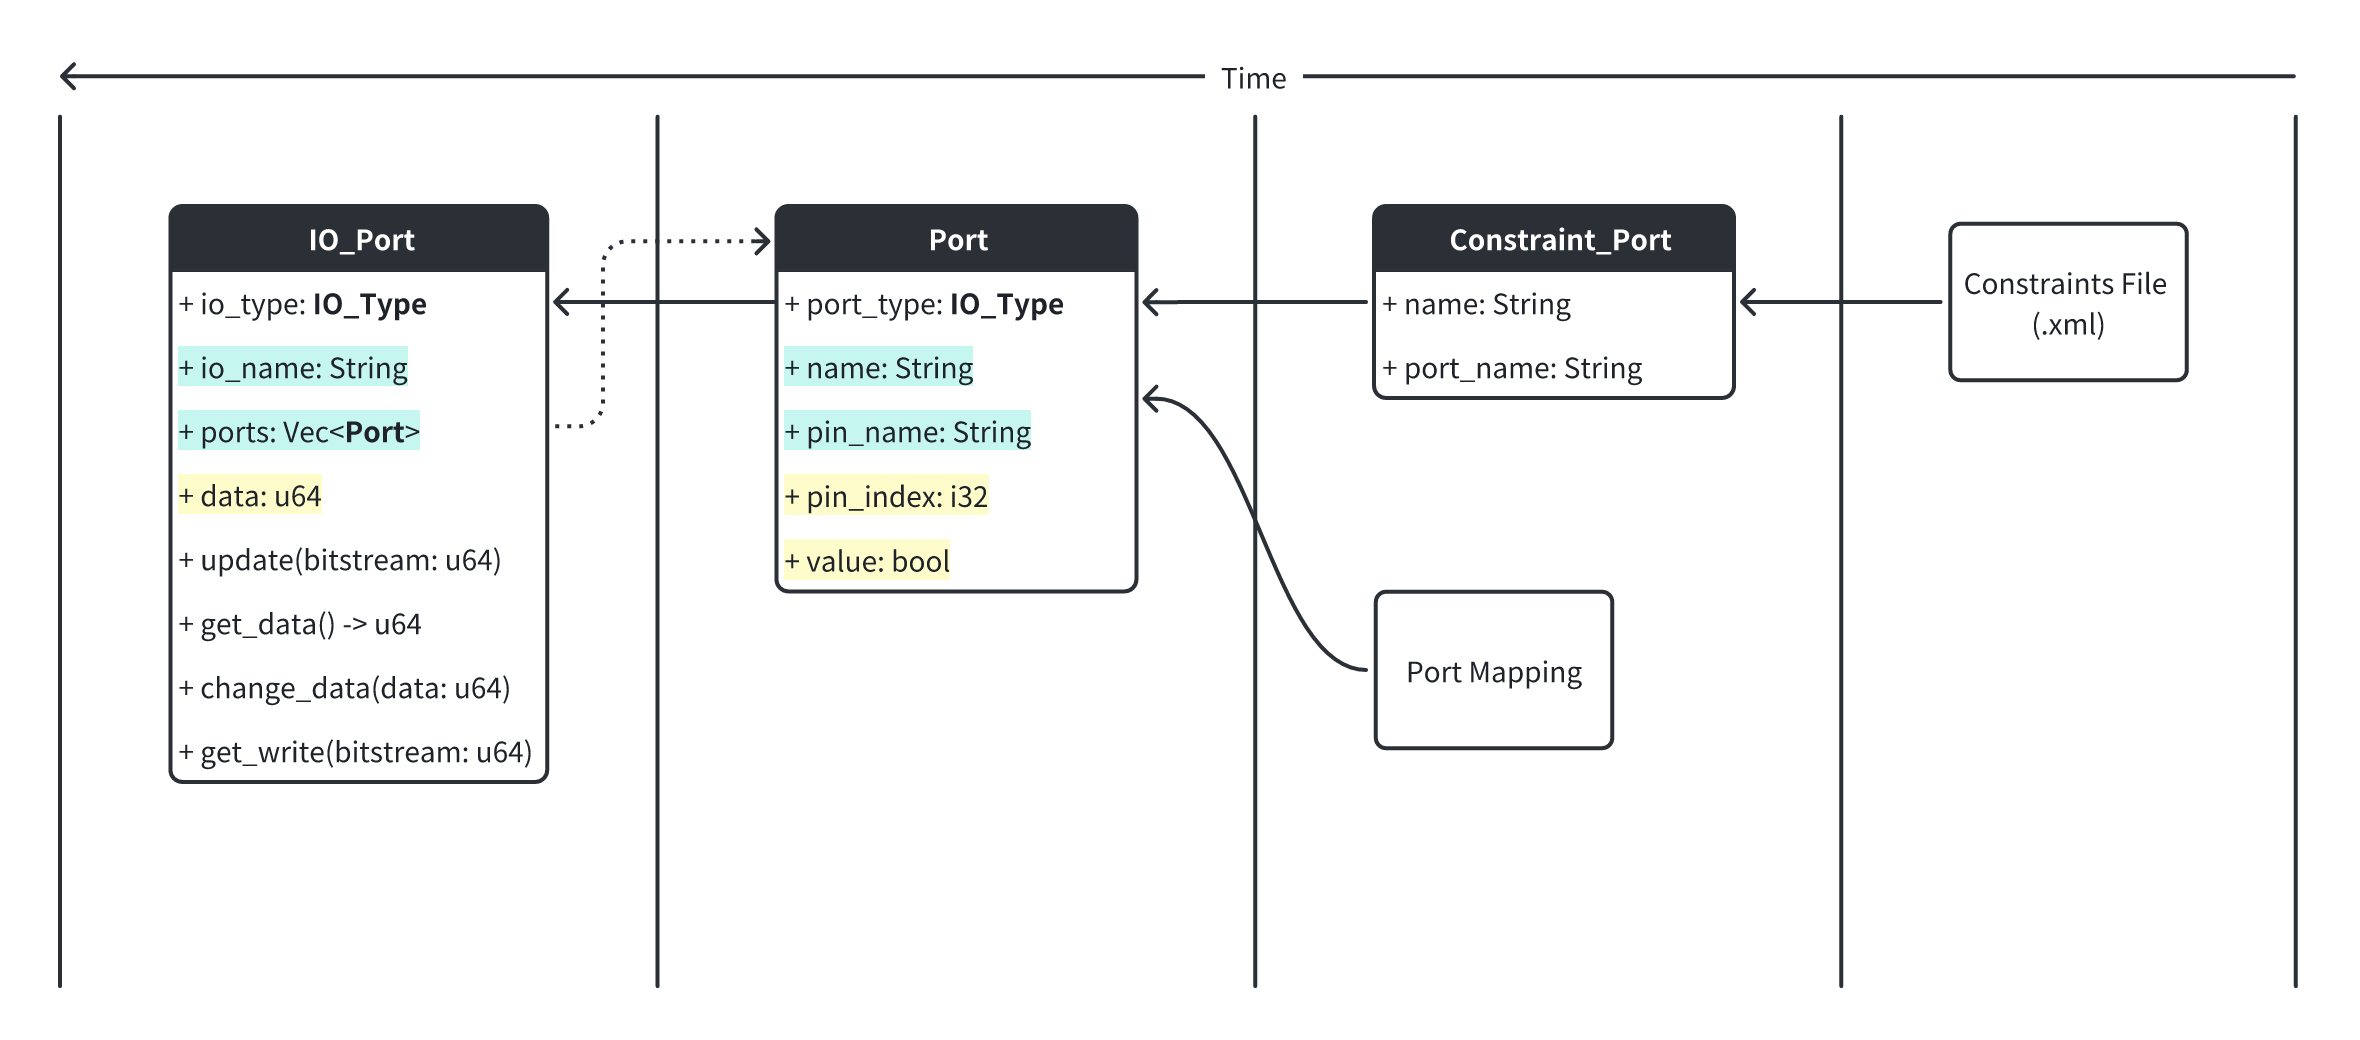 Time
IO_Port
+ io_type: IO_Type
+ io_name: String
+ ports: Vec<Port>
+ data: u64
+ update(bitstream: u64)
+ get_data() -> u64
+ change_data(data: u64)
+ get_write(bitstream: u64)
Port
+ port_type: IO_Type
+ name: String
+ pin_name: String
+ pin_index: i32
+ value: bool
Constraint_Port
+ name: String
+ port_name: String
Port Mapping
Constraints File
(.xml)